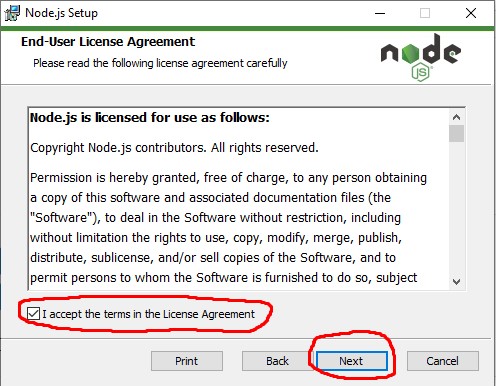 Node.js Setup
End-User License Agreement
Please read the following license agreement carefully
node
JS
Node.js is licensed for use as follows:
Copyright Node.js contributors. All rights reserved.
Permission is hereby granted, free of charge, to any person obtaining
a copy of this software and associated documentation files (the
"Software"), to deal in the Software without restriction, including
without limitation the rights to use, copy, modify, merge, publish,
distribute, sublicense, and/or sell copies of the Software, and to
permit persons to whom the Software is furnished to do so, subject
I accept the terms in the License Agreement
Print Back Next Cancel